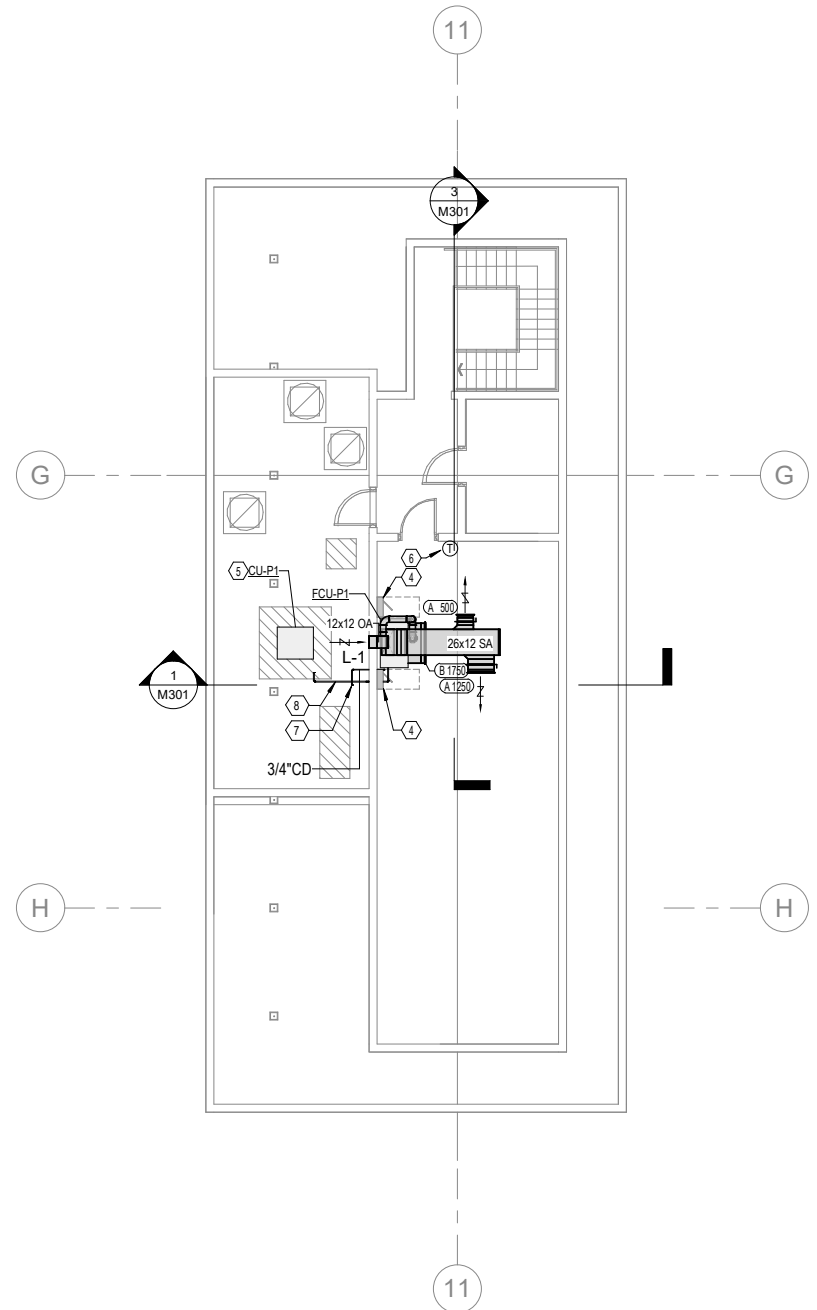 11
3
M301
G
G
6
T
4
5
CU-P1
FCU-P1
A 500
12x12 OA
26x12 SA
L-1
B 1750
1
M301
A 1250
8
7
4
3/4"CD
H
H
11